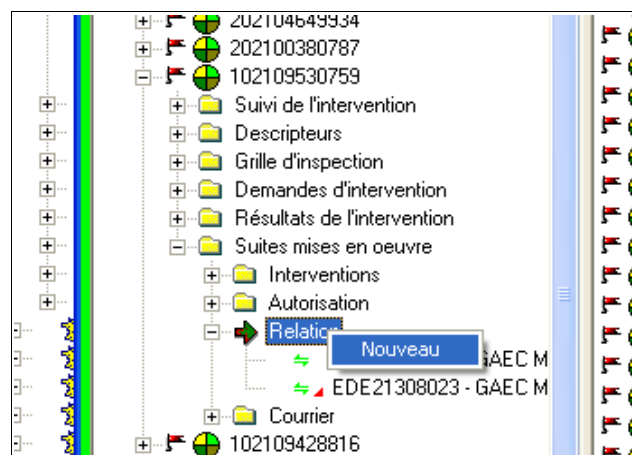 202104649934
202100380787
102109530759
Suivi de l'intervention
Descripteurs
Grille d'inspection
Demandes d'intervention
Résultats de l'intervention
Suites mises en oeuvre
Interventions
Autorisation
Relation
Nouveau
GAEC M
EDE21308023 - GAEC M
Courrier
102109428816